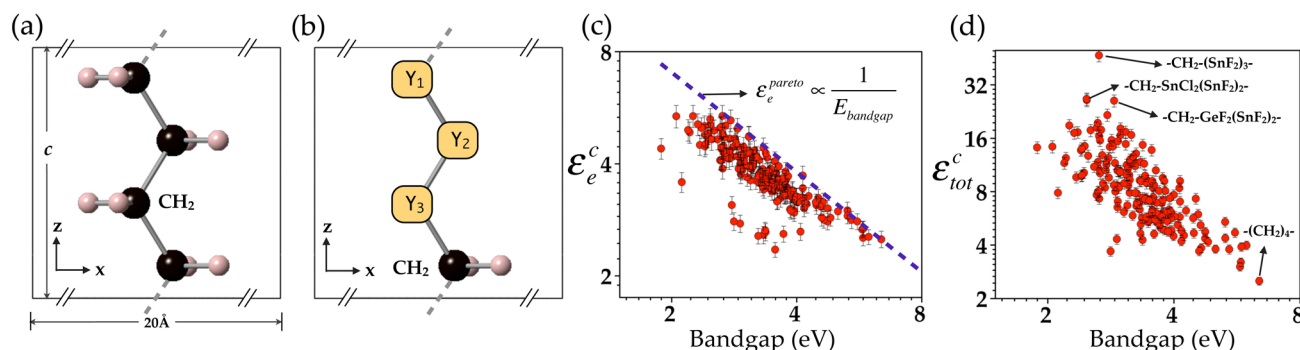 (a)
c
CH₂
z
x
20Å
(b)
Y₁
Y₂
Y₃
CH₂
z
x
(c)
8
4
2
ε_e^c
ε_e^pareto ∝ 1/E_bandgap
2 4 8
Bandgap (eV)
(d)
32
16
8
4
2
ε_tot^c
-CH₂-(SnF₂)₃-
-CH₂-SnCl₂(SnF₂)₂-
-CH₂-GeF₂(SnF₂)₂-
-(CH₂)₄-
2 4 8
Bandgap (eV)